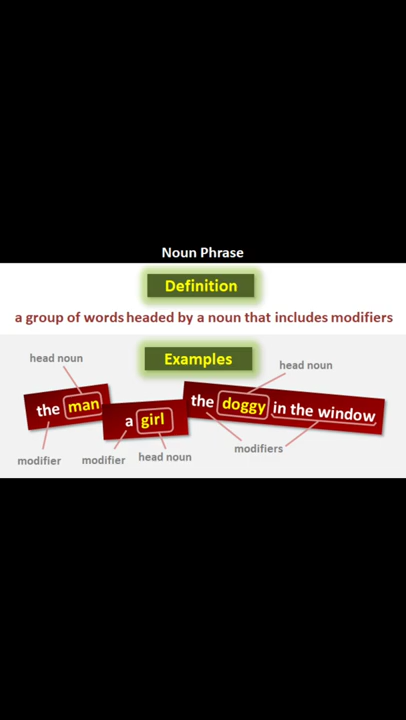 Noun Phrase
Definition
a group of words headed by a noun that includes modifiers
Examples
head noun
head noun
the man
a girl
the doggy in the window
modifier
modifier
head noun
modifiers